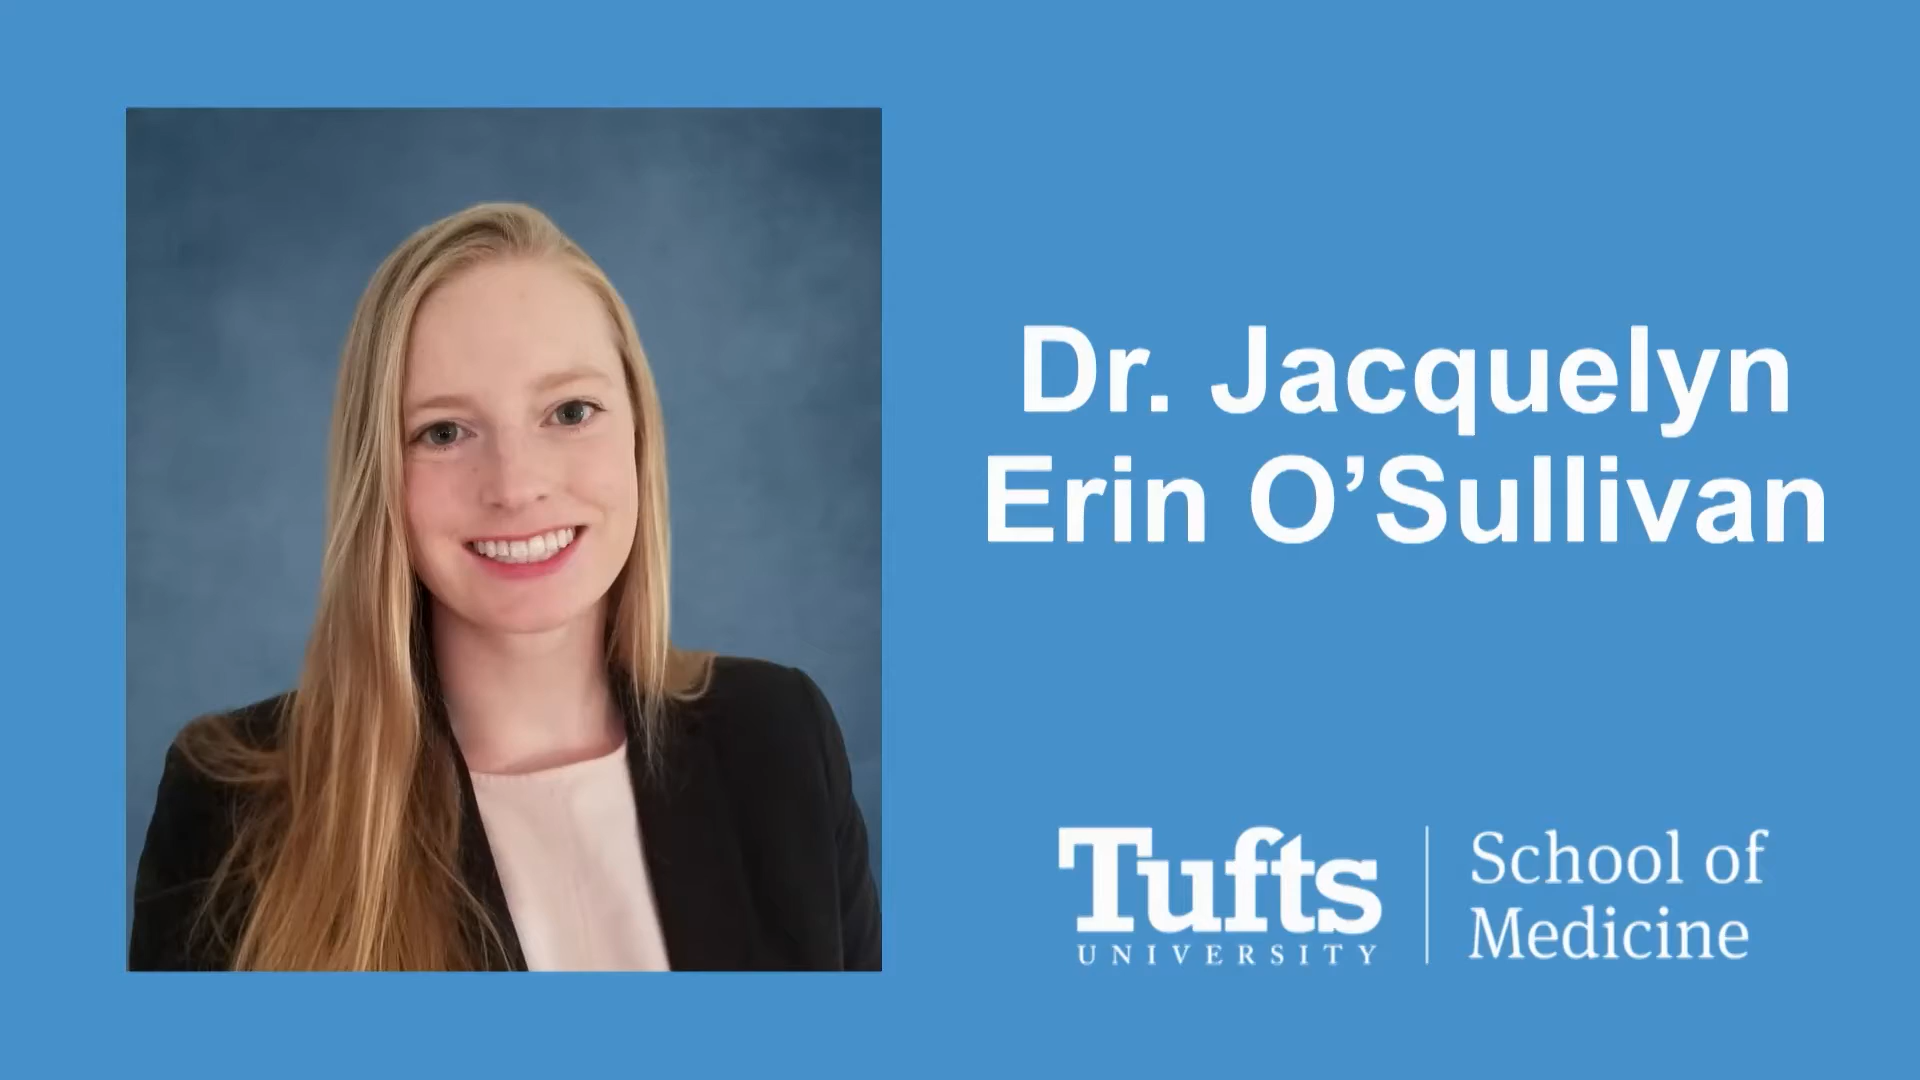 Dr. Jacquelyn
Erin O’Sullivan
Tufts
UNIVERSITY
School of
Medicine